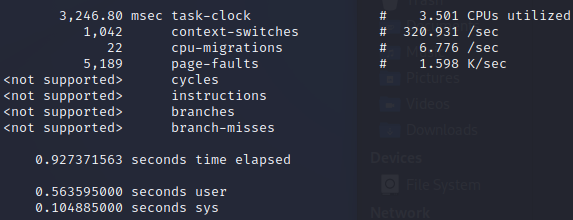 3,246.80 msec task-clock # 3.501 CPUs utilized
1,042 context-switches # 320.931 /sec
22 cpu-migrations # 6.776 /sec
5,189 page-faults # 1.598 K/sec
<not supported> cycles
<not supported> instructions
<not supported> branches
<not supported> branch-misses
0.927371563 seconds time elapsed
0.563595000 seconds user
0.104885000 seconds sys
Pictures
Videos
Downloads
Devices
File System
Network